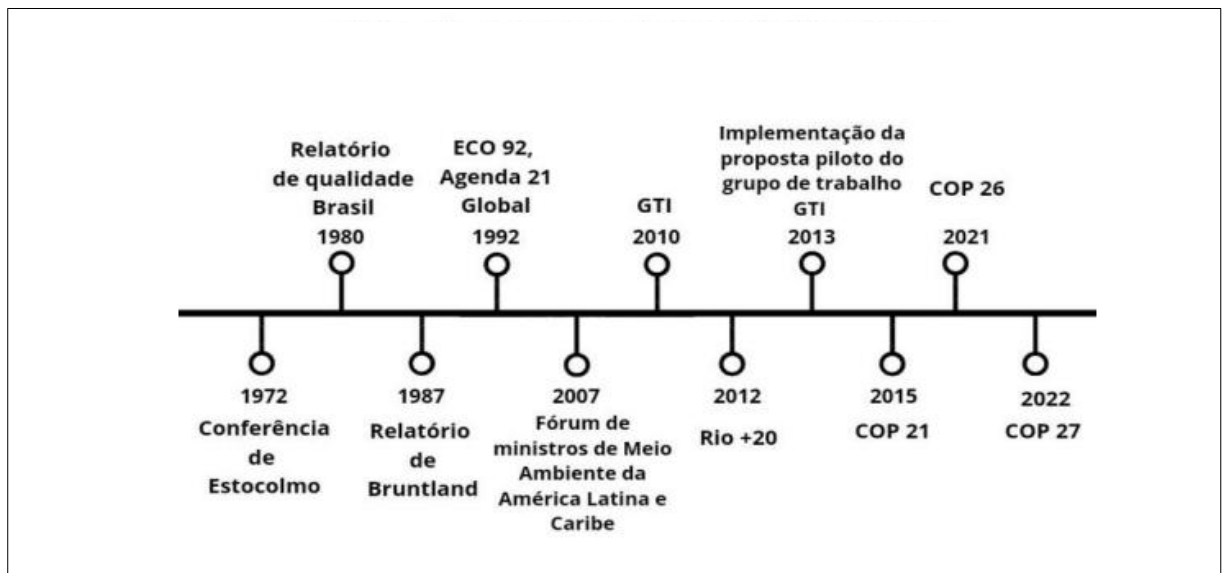 Relatório
de qualidade
Brasil
1980
ECO 92,
Agenda 21
Global
1992
GTI
2010
Implementação da
proposta piloto do
grupo de trabalho
GTI
2013
COP 26
2021
1972
Conferência
de
Estocolmo
1987
Relatório
de
Bruntland
2007
Fórum de
ministros de Meio
Ambiente da
América Latina e
Caribe
2012
Rio +20
2015
COP 21
2022
COP 27